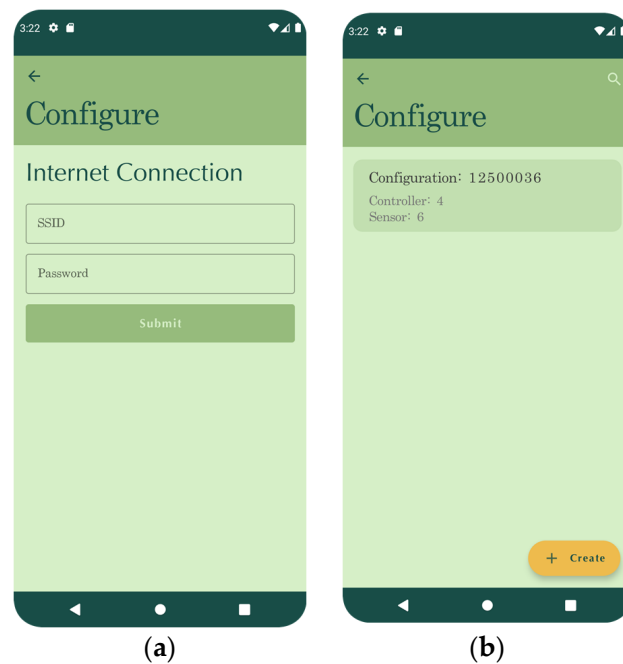 3:22
Configure
Internet Connection
SSID
Password
Submit
(a)
3:22
Configure
Configuration: 12500036
Controller: 4
Sensor: 6
+ Create
(b)